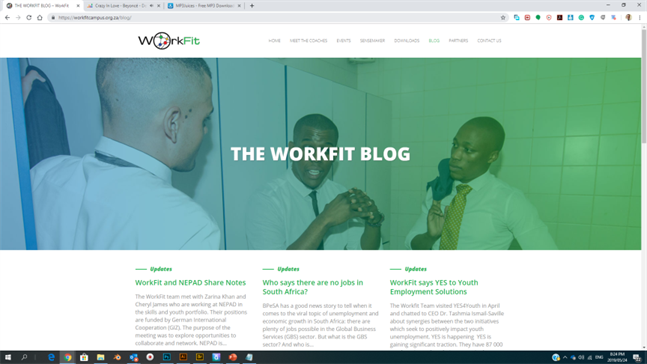 THE WORKFIT BLOG – WorkFit
Crazy In Love - Beyoncé -
MP3Juices - Free MP3 Downloa
https://workfitcampus.org.za/blog/
WorkFit
HOME MEET THE COACHES EVENTS SENSEMAKER DOWNLOADS BLOG PARTNERS CONTACT US
THE WORKFIT BLOG
Updates
WorkFit and NEPAD Share Notes
The WorkFit team met with Zarina Khan and
Cheryl James who are working at NEPAD in
the skills and youth portfolio. Their positions
are funded by German International
Cooperation (GIZ). The purpose of the
meeting was to explore opportunities to
collaborate and network.
NEPAD is...
Updates
Who says there are no jobs in
South Africa?
BPeSA has a good news story to tell when it
comes to the viral topic of unemployment and
economic growth in South Africa: there are
plenty of jobs possible in the Global Business
Services (GBS) sector. But what is the GBS
sector? And who is...
Updates
WorkFit says YES to Youth
Employment Solutions
The Workfit Team visited YES4Youth in April
and chatted to CEO Dr. Tashmia Ismail-Saville
about synergies between the two initiatives
which seek to positively impact youth
unemployment. YES is happening YES is
gaining significant traction. They have 87 000
ENG
6:24 PM
2019/05/24